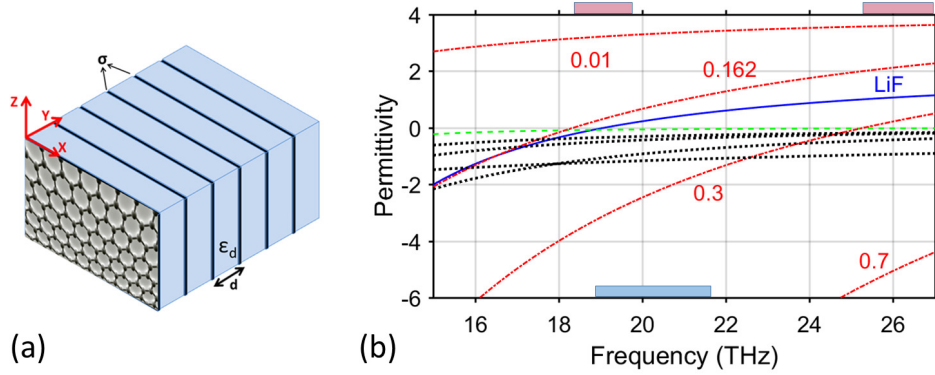 σ
Z
Y
X
εd
d
(a)
4
2
0
-2
-4
-6
Permittivity
0.01
0.162
LiF
0.3
0.7
16 18 20 22 24 26
Frequency (THz)
(b)